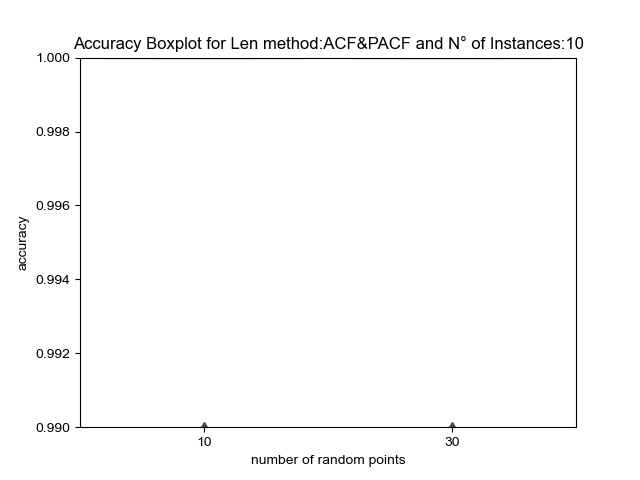 Accuracy Boxplot for Len method:ACF&PACF and N° of Instances:10
1.000
0.998
0.996
0.994
0.992
0.990
accuracy
10 30
number of random points